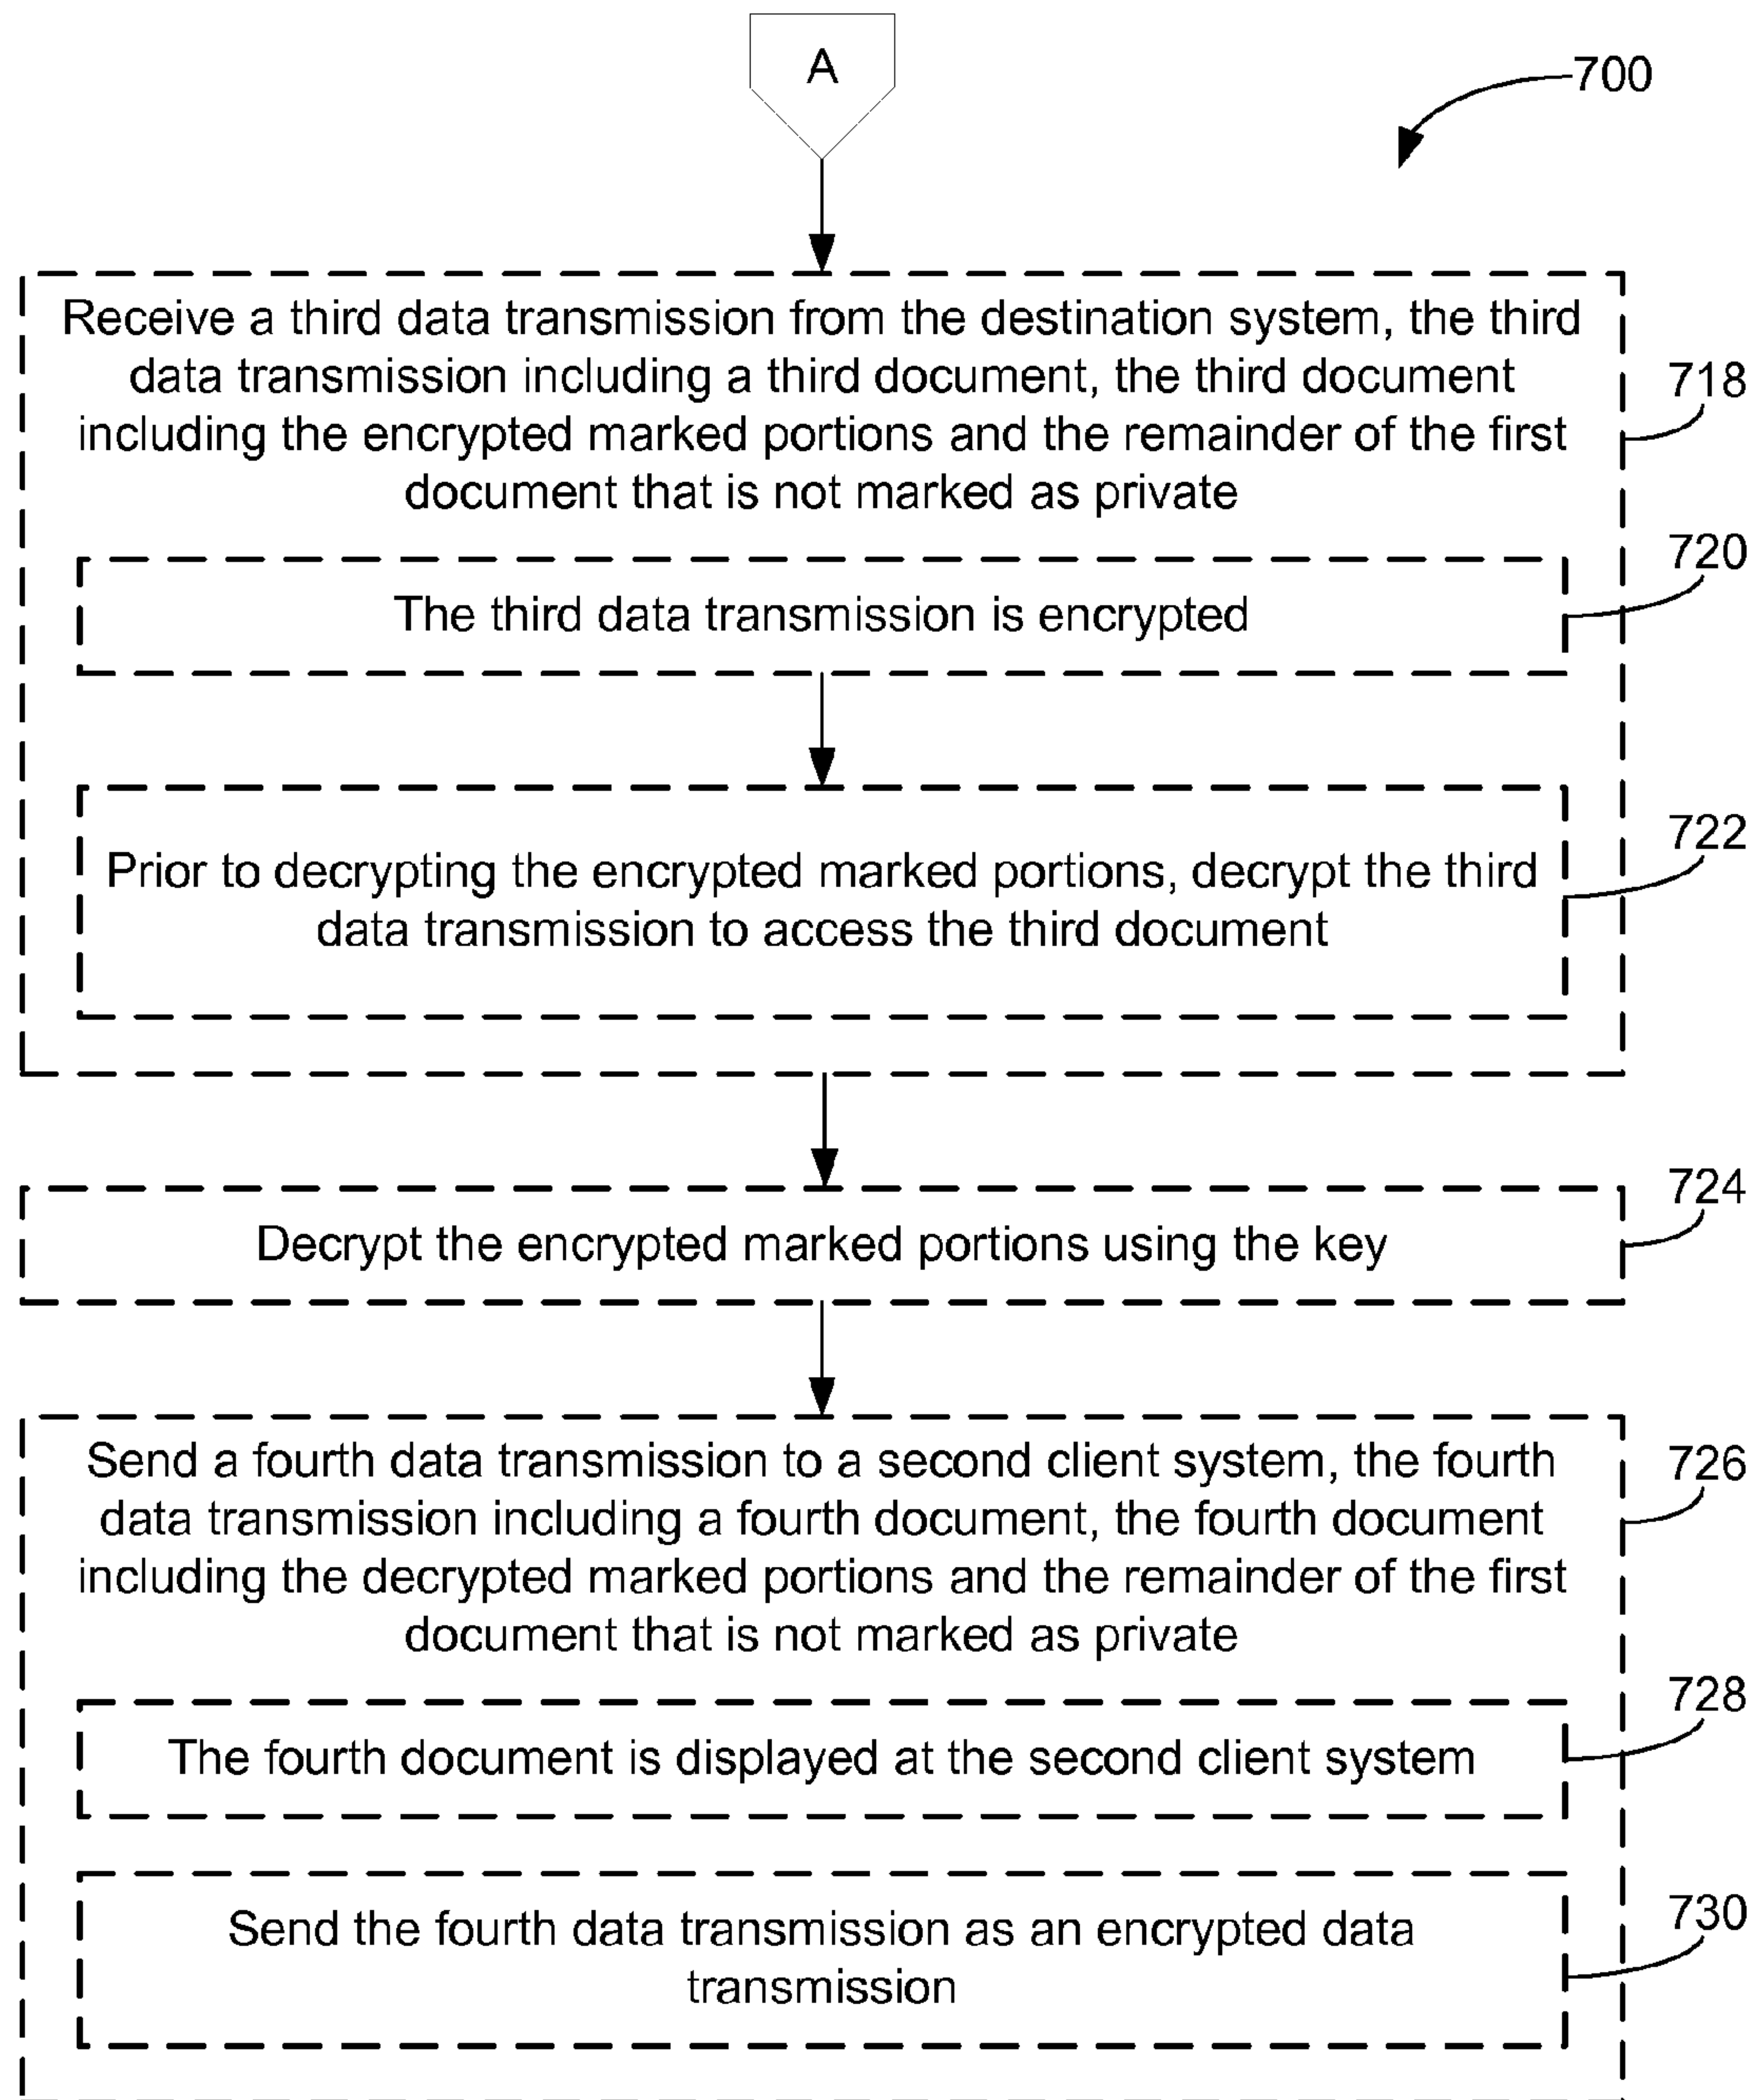 A
700
Receive a third data transmission from the destination system, the third
data transmission including a third document, the third document
including the encrypted marked portions and the remainder of the first
document that is not marked as private
718
The third data transmission is encrypted
720
Prior to decrypting the encrypted marked portions, decrypt the third
data transmission to access the third document
722
Decrypt the encrypted marked portions using the key
724
Send a fourth data transmission to a second client system, the fourth
data transmission including a fourth document, the fourth document
including the decrypted marked portions and the remainder of the first
document that is not marked as private
726
The fourth document is displayed at the second client system
728
Send the fourth data transmission as an encrypted data
transmission
730